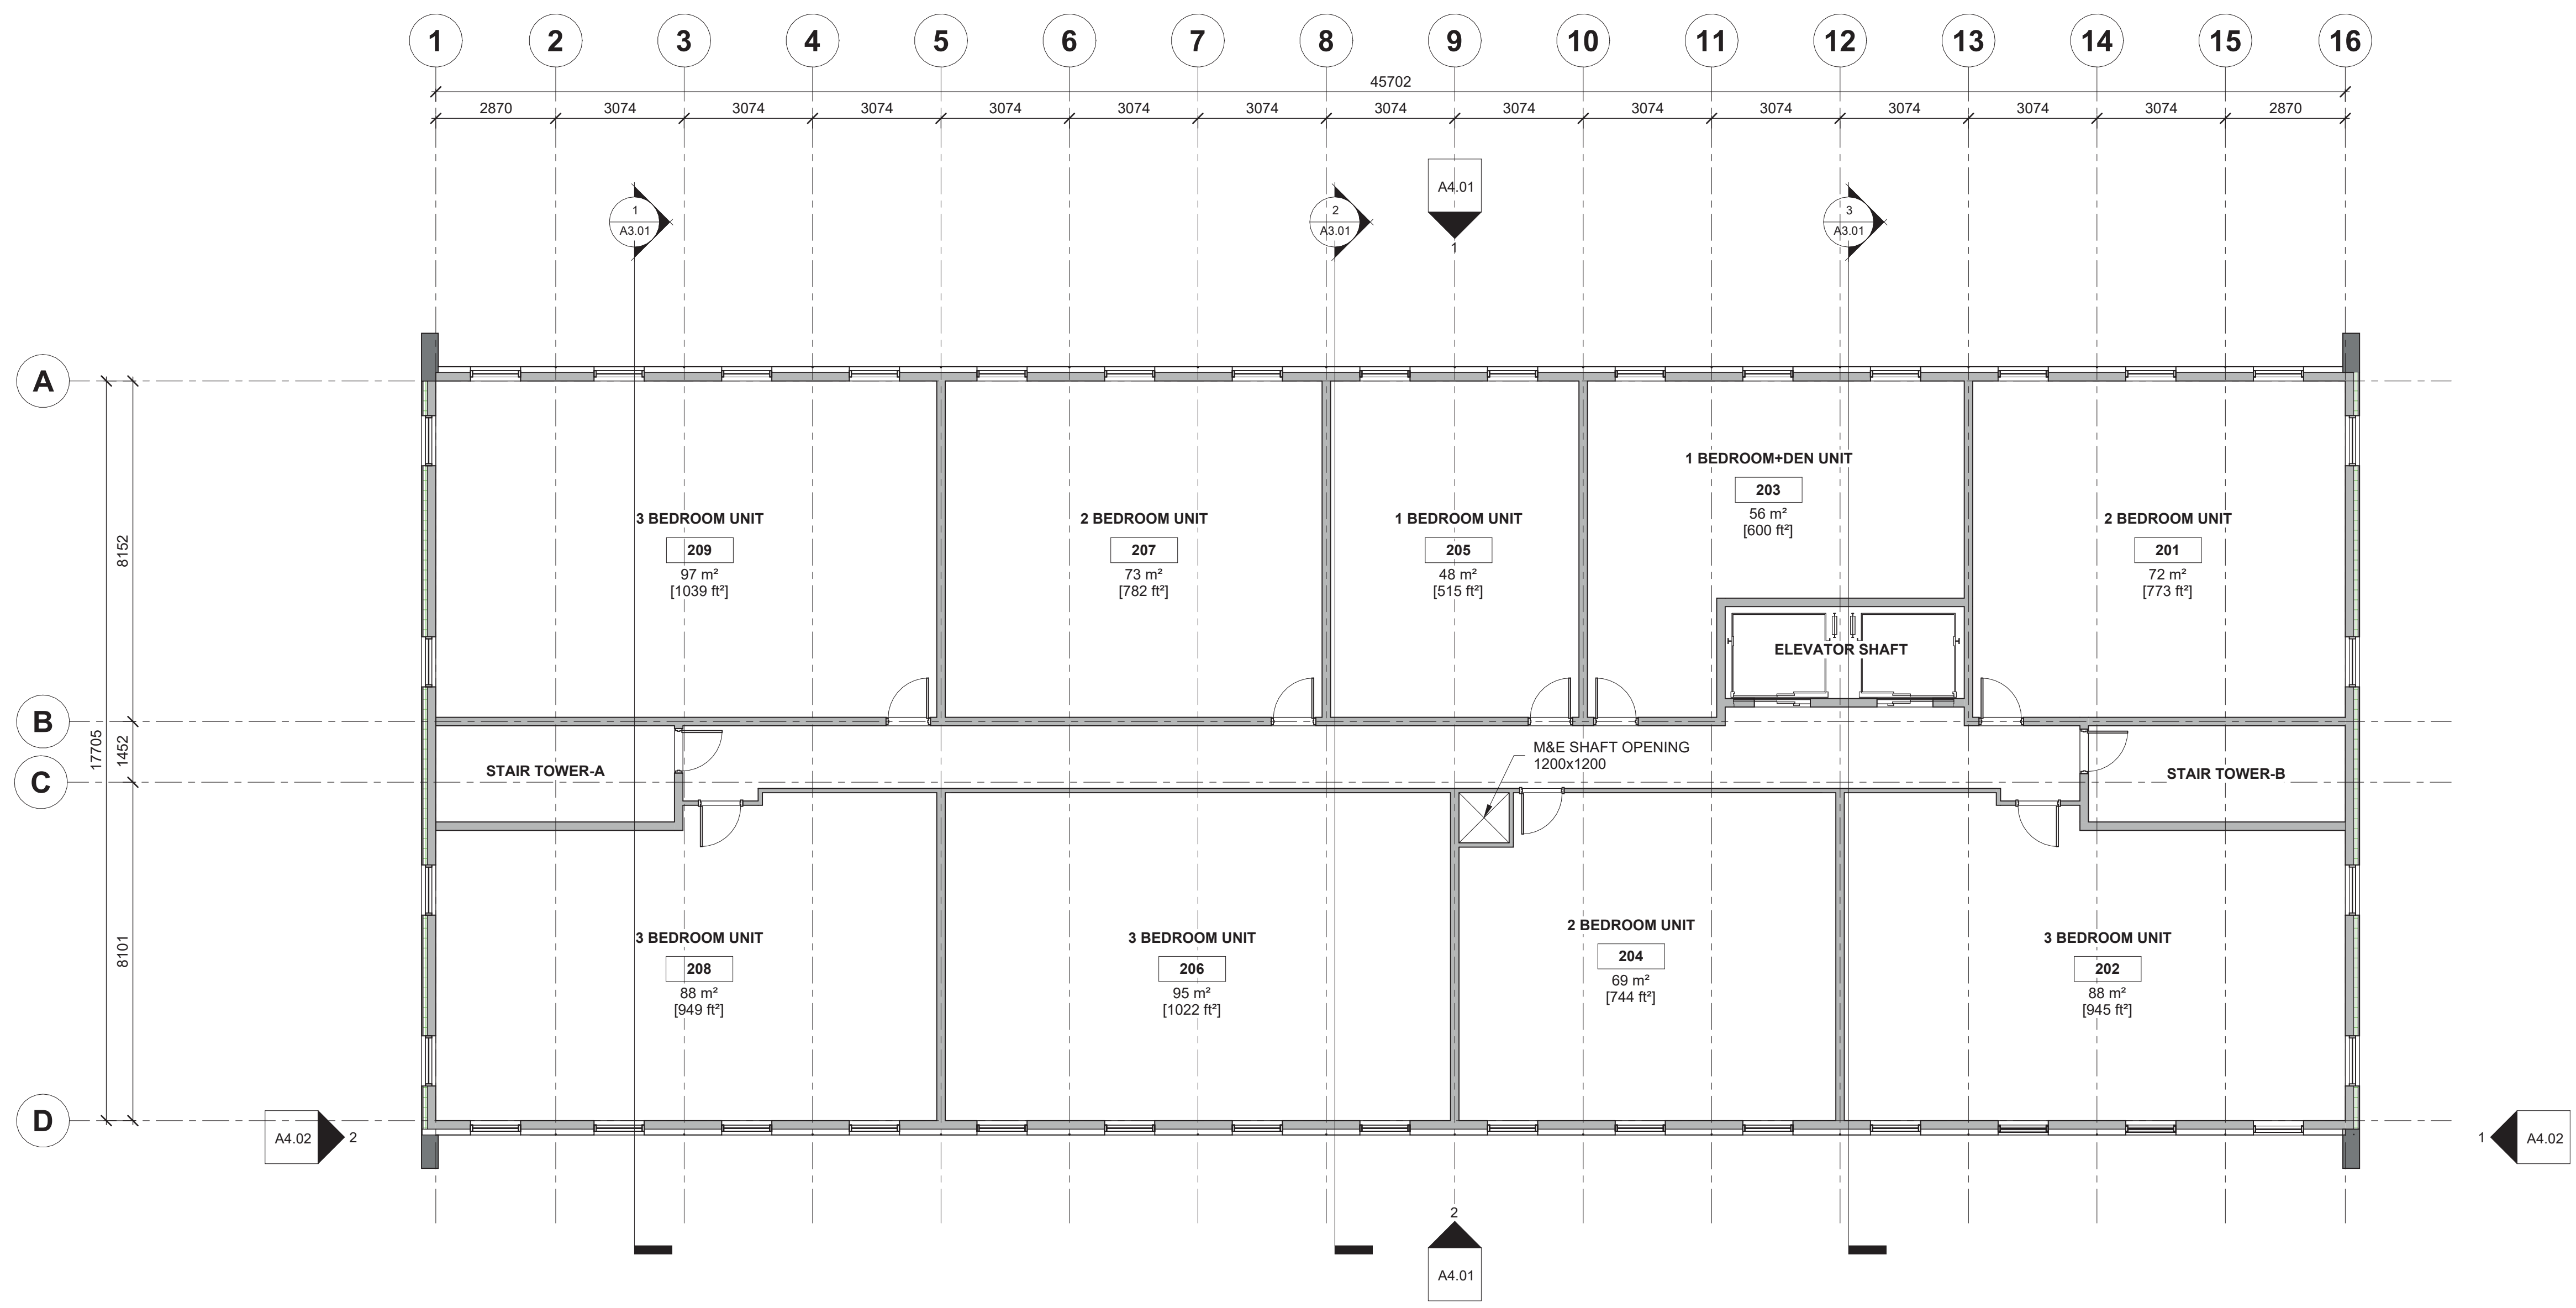 1 2 3 4 5 6 7 8 9 10 11 12 13 14 15 16
45702
2870 3074 3074 3074 3074 3074 3074 3074 3074 3074 3074 3074 3074 3074 2870
A4.01
1
1
A3.01
2
A3.01
3
A3.01
A
B
C
D
8152
1452
8101
17705
3 BEDROOM UNIT
209
97 m²
[1039 ft²]
2 BEDROOM UNIT
207
73 m²
[782 ft²]
1 BEDROOM UNIT
205
48 m²
[515 ft²]
1 BEDROOM+DEN UNIT
203
56 m²
[600 ft²]
2 BEDROOM UNIT
201
72 m²
[773 ft²]
ELEVATOR SHAFT
M&E SHAFT OPENING
1200x1200
STAIR TOWER-A
STAIR TOWER-B
3 BEDROOM UNIT
208
88 m²
[949 ft²]
3 BEDROOM UNIT
206
95 m²
[1022 ft²]
2 BEDROOM UNIT
204
69 m²
[744 ft²]
3 BEDROOM UNIT
202
88 m²
[945 ft²]
A4.02 2
1 A4.02
2
A4.01